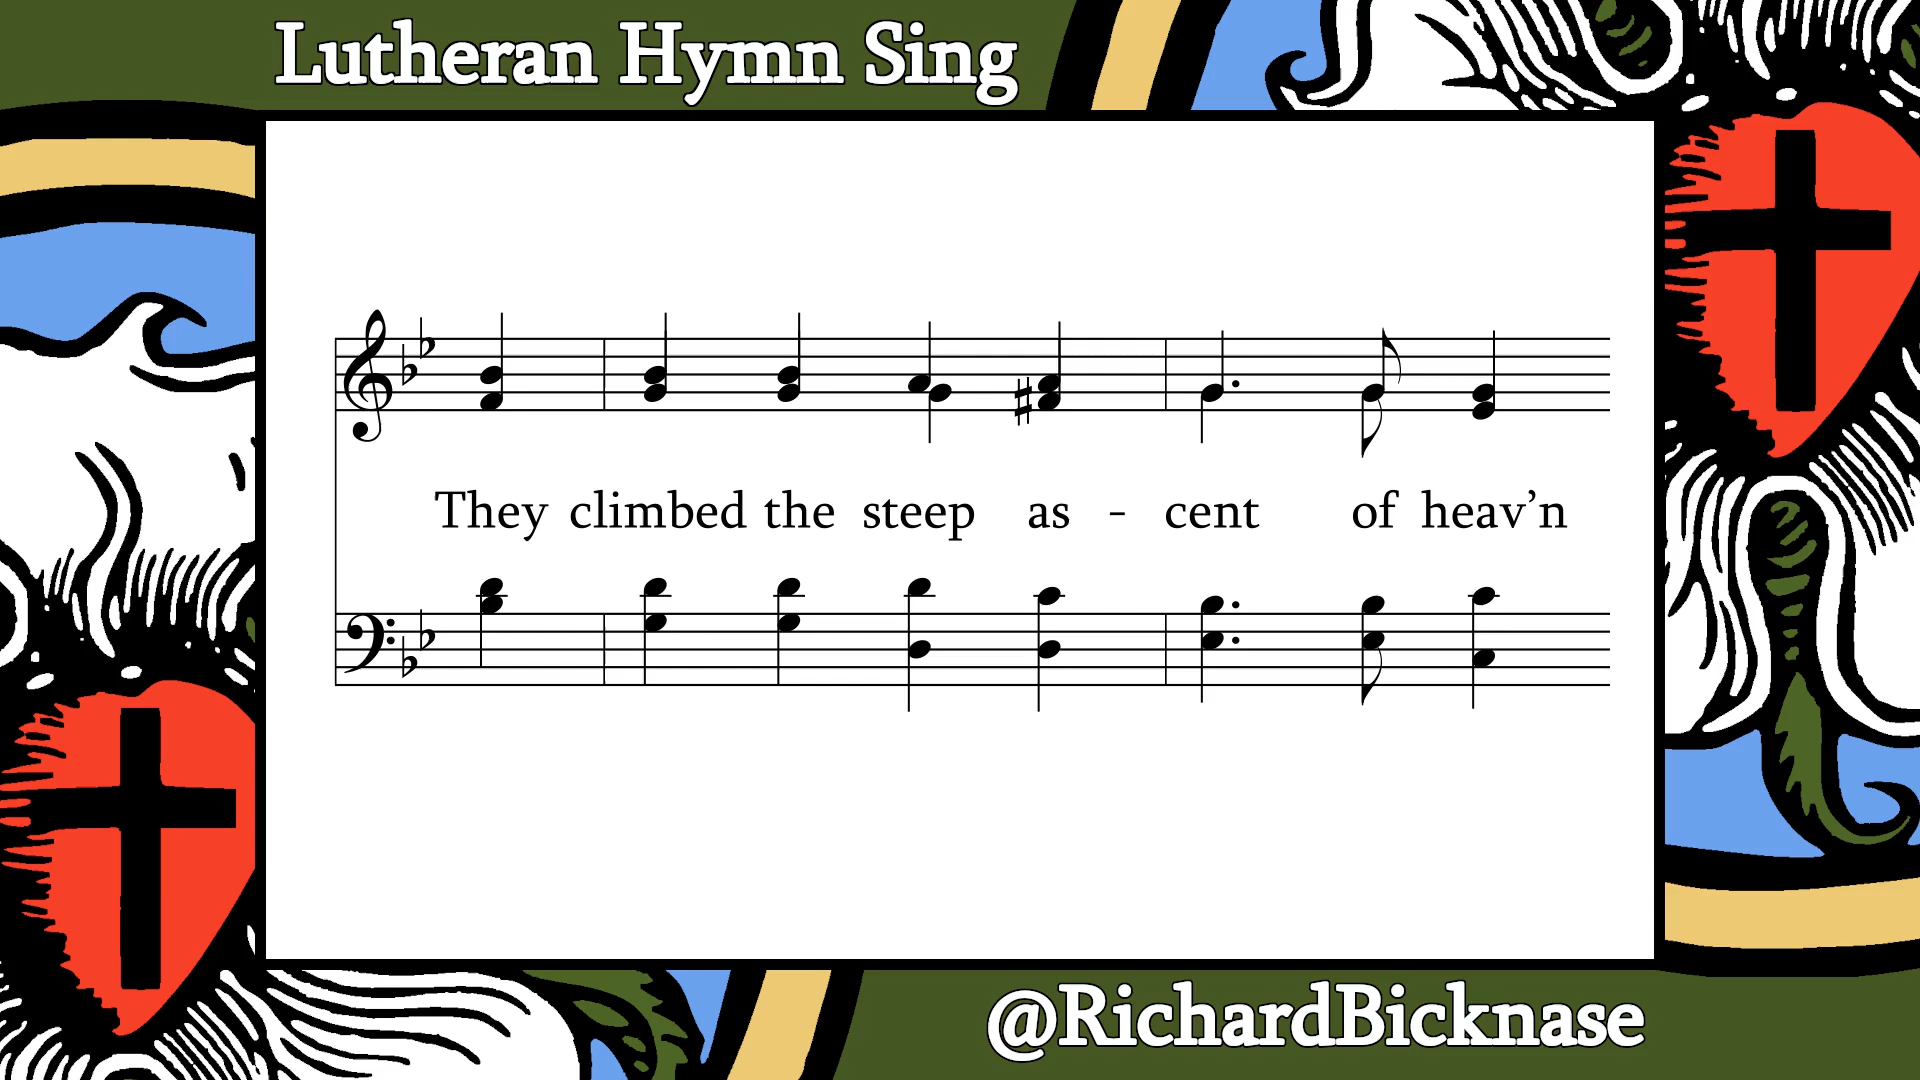 Lutheran Hymn Sing
They climbed the steep as - cent of heav’n
@RichardBicknase